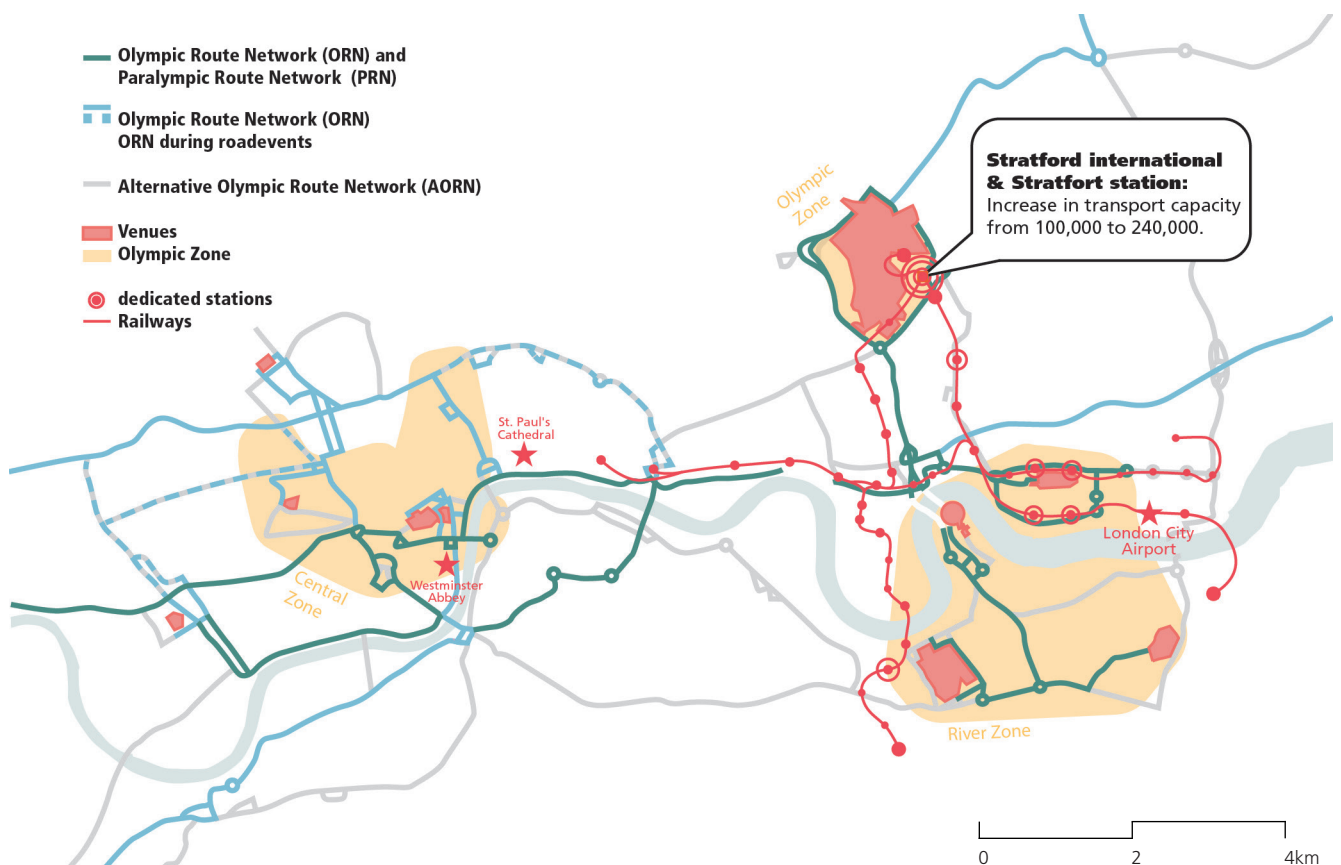 Olympic Route Network (ORN) and
Paralympic Route Network (PRN)
Olympic Route Network (ORN)
ORN during roadevents
Alternative Olympic Route Network (AORN)
Venues
Olympic Zone
dedicated stations
Railways
Olympic
Zone
Stratford international
& Stratfort station:
Increase in transport capacity
from 100,000 to 240,000.
St. Paul's
Cathedral
London City
Airport
Westminster
Abbey
Central
Zone
River Zone
0 2 4km